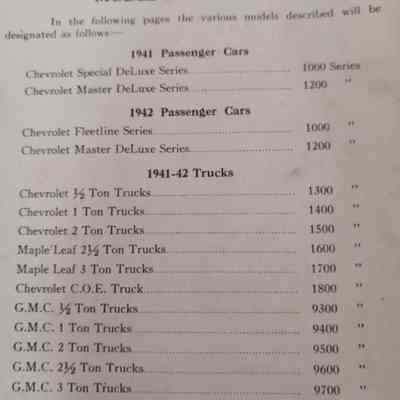 In the following pages the various models described will be
designated as follows—
1941 Passenger Cars
Chevrolet Special DeLuxe Series 1000 Series
Chevrolet Master DeLuxe Series 1200 "
1942 Passenger Cars
Chevrolet Fleetline Series 1000 "
Chevrolet Master DeLuxe Series 1200 "
1941-42 Trucks
Chevrolet ½ Ton Trucks 1300 "
Chevrolet 1 Ton Trucks 1400 "
Chevrolet 2 Ton Trucks 1500 "
Maple Leaf 2½ Ton Trucks 1600 "
Maple Leaf 3 Ton Trucks 1700 "
Chevrolet C.O.E. Truck 1800 "
G.M.C. ½ Ton Trucks 9300 "
G.M.C. 1 Ton Trucks 9400 "
G.M.C. 2 Ton Trucks 9500 "
G.M.C. 2½ Ton Trucks 9600 "
G.M.C. 3 Ton Trucks 9700 "